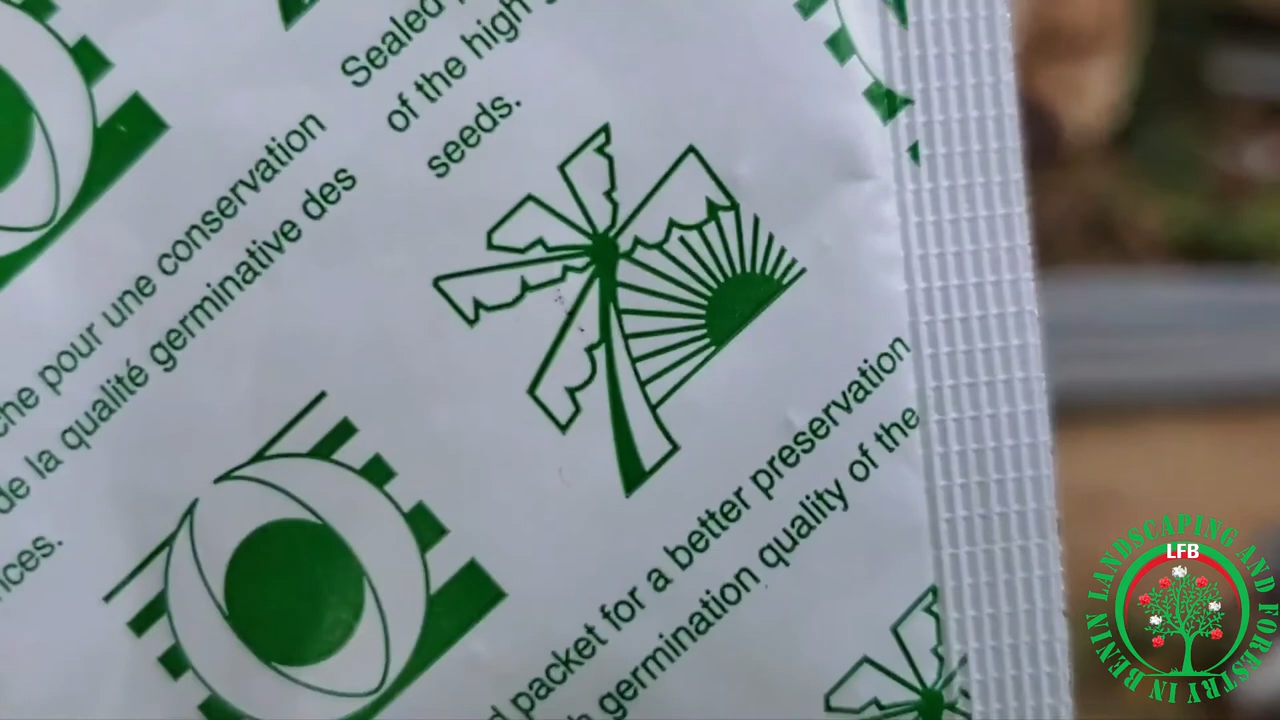 Sealed
of the high
seeds.
che pour une conservation
de la qualité germinative des
nces.
better preservation
d packet for a
h germination quality of the
LFB
LANDSCAPING AND FORESTRY IN BENIN